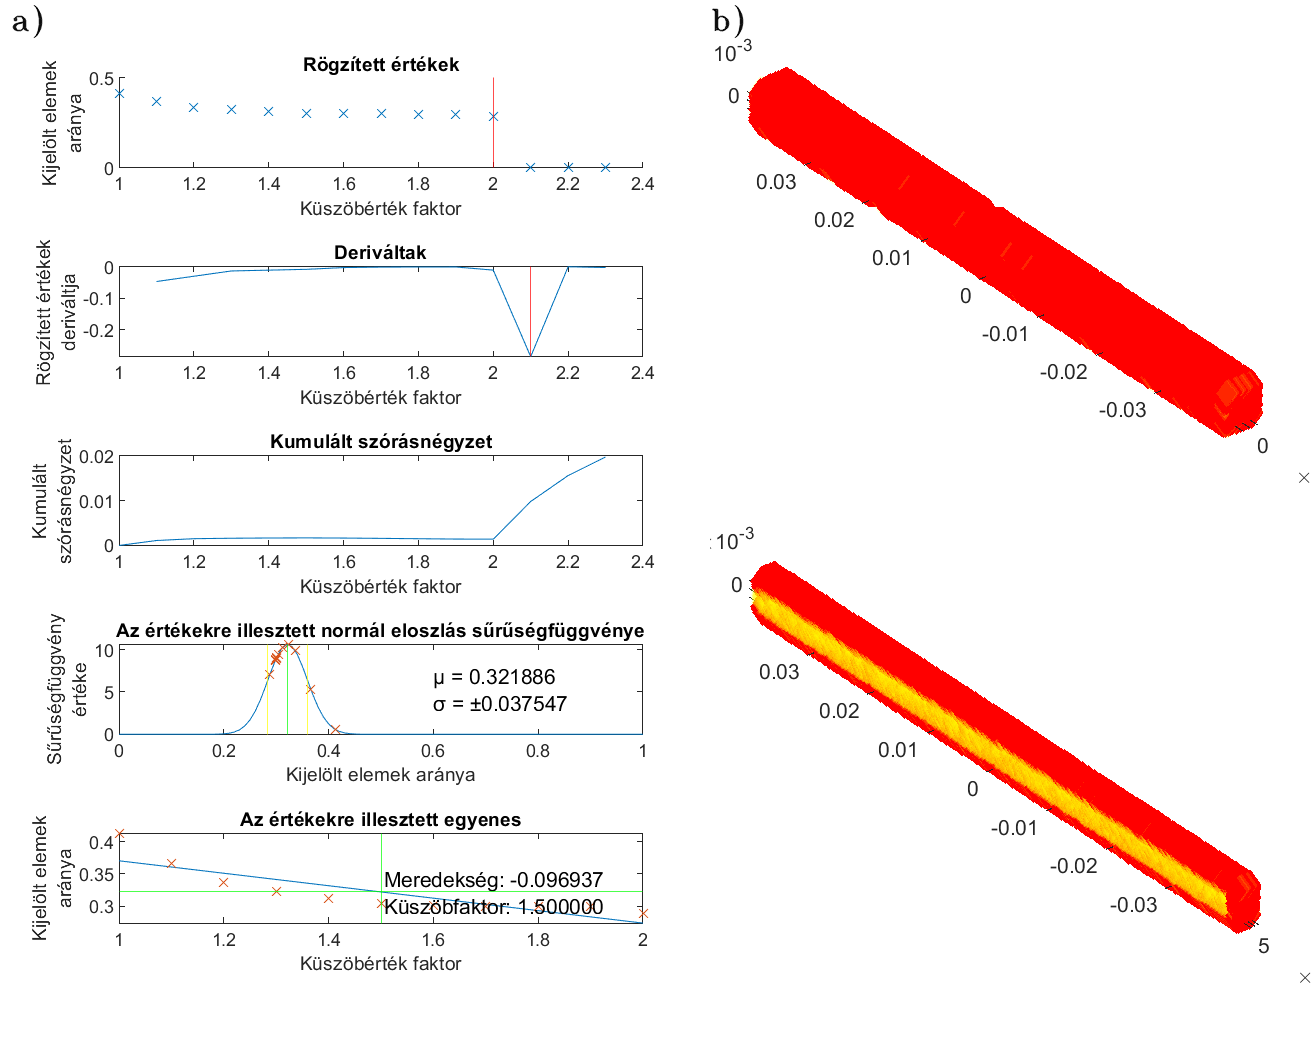 a)
Rögzített értékek
Kijelölt elemek
aránya
0.5
0
1 1.2 1.4 1.6 1.8 2 2.2 2.4
Küszöbérték faktor
Deriváltak
Rögzített értékek
deriváltja
0
-0.1
-0.2
1 1.2 1.4 1.6 1.8 2 2.2 2.4
Küszöbérték faktor
Kumulált szórásnégyzet
Kumulált
szórásnégyzet
0.02
0.01
0
1 1.2 1.4 1.6 1.8 2 2.2 2.4
Küszöbérték faktor
Az értékekre illesztett normál eloszlás sűrűségfüggvénye
Sűrűségfüggvény
értéke
10
5
0
μ = 0.321886
σ = ±0.037547
0 0.2 0.4 0.6 0.8 1
Kijelölt elemek aránya
Az értékekre illesztett egyenes
Kijelölt elemek
aránya
0.4
0.35
0.3
Meredekség: -0.096937
Küszöbfaktor: 1.500000
1 1.2 1.4 1.6 1.8 2
Küszöbérték faktor
b)
10-3
0
0.03
0.02
0.01
0
-0.01
-0.02
-0.03
0
×
10-3
0
0.03
0.02
0.01
0
-0.01
-0.02
-0.03
5
×